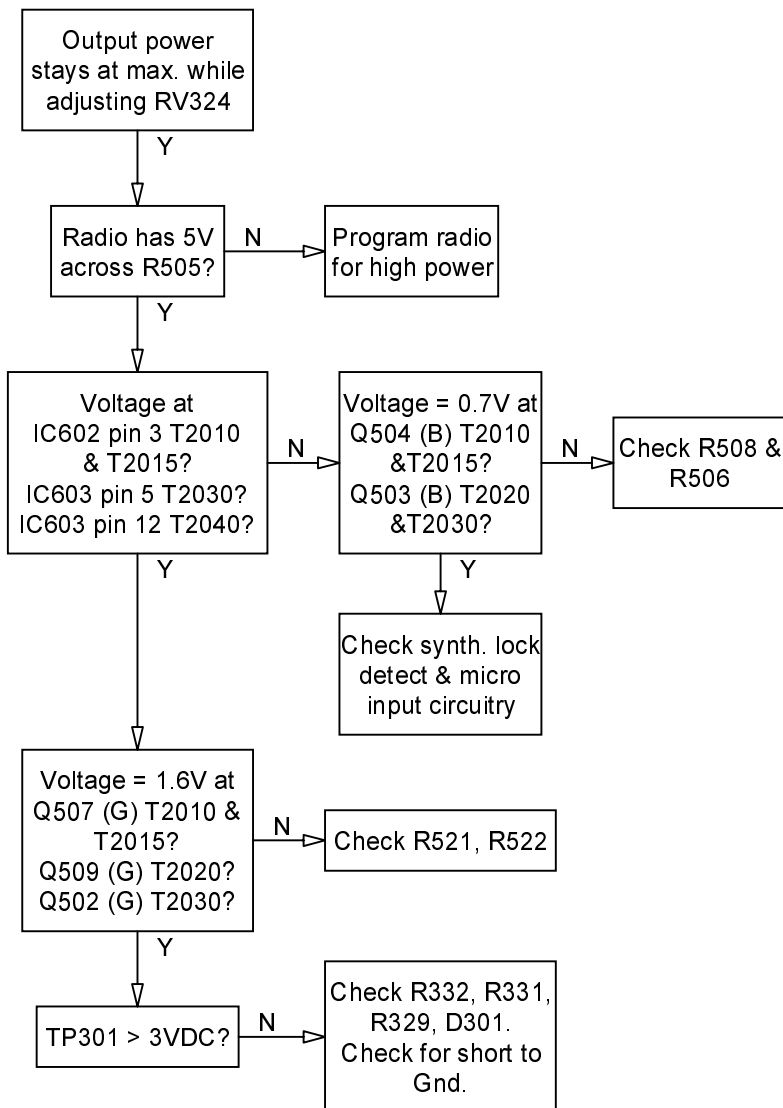 Output power
stays at max. while
adjusting RV324
Y
Radio has 5V
across R505?
N
Program radio
for high power
Y
Voltage at
IC602 pin 3 T2010
& T2015?
IC603 pin 5 T2030?
IC603 pin 12 T2040?
N
Voltage = 0.7V at
Q504 (B) T2010
&T2015?
Q503 (B) T2020
&T2030?
N
Check R508 &
R506
Y
Y
Check synth. lock
detect & micro
input circuitry
Voltage = 1.6V at
Q507 (G) T2010 &
T2015?
Q509 (G) T2020?
Q502 (G) T2030?
N
Check R521, R522
Y
TP301 > 3VDC?
N
Check R332, R331,
R329, D301.
Check for short to
Gnd.